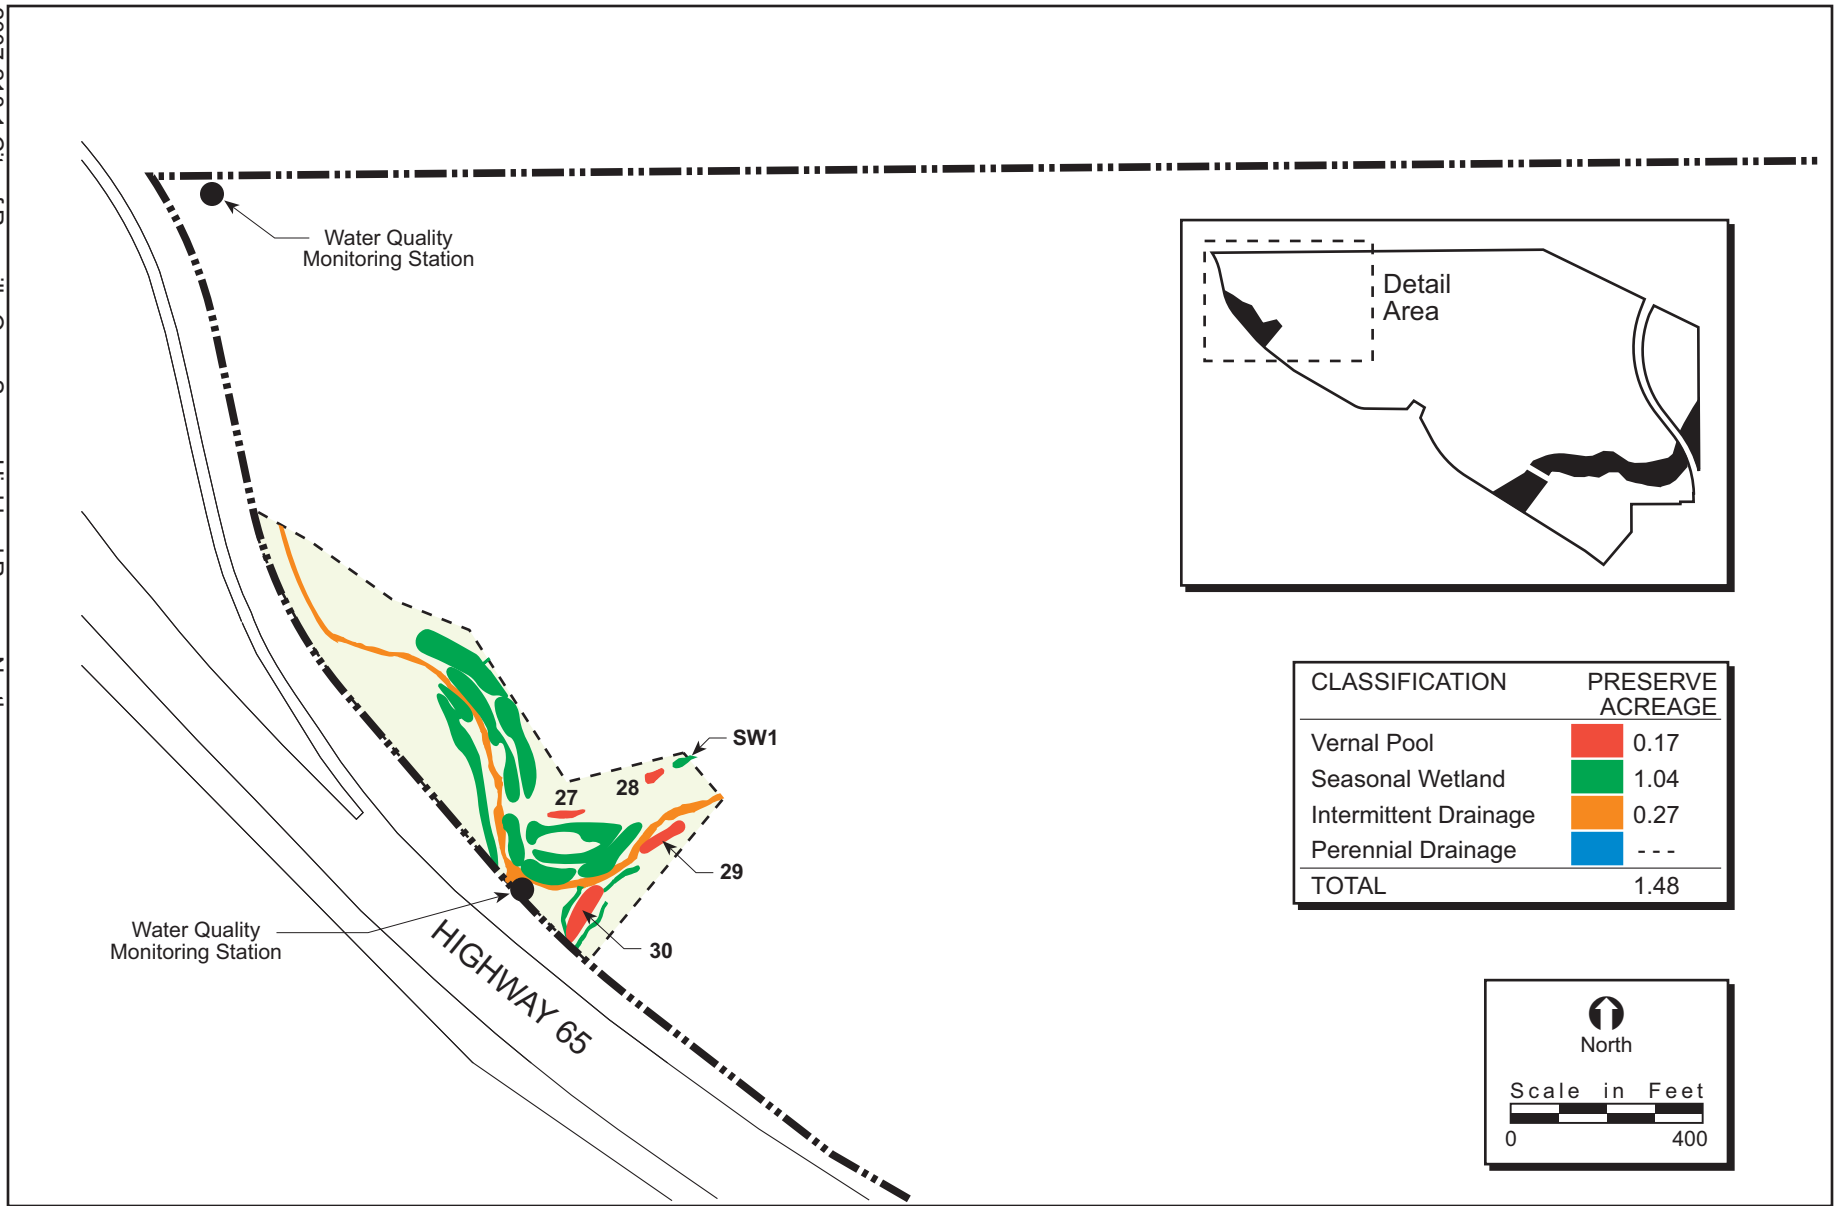 Water Quality
Monitoring Station
Detail
Area
SW1
28
27
29
30
Water Quality
Monitoring Station
HIGHWAY 65
CLASSIFICATION PRESERVE
ACREAGE
Vernal Pool 0.17
Seasonal Wetland 1.04
Intermittent Drainage 0.27
Perennial Drainage ---
TOTAL 1.48
North
Scale in Feet
0 400